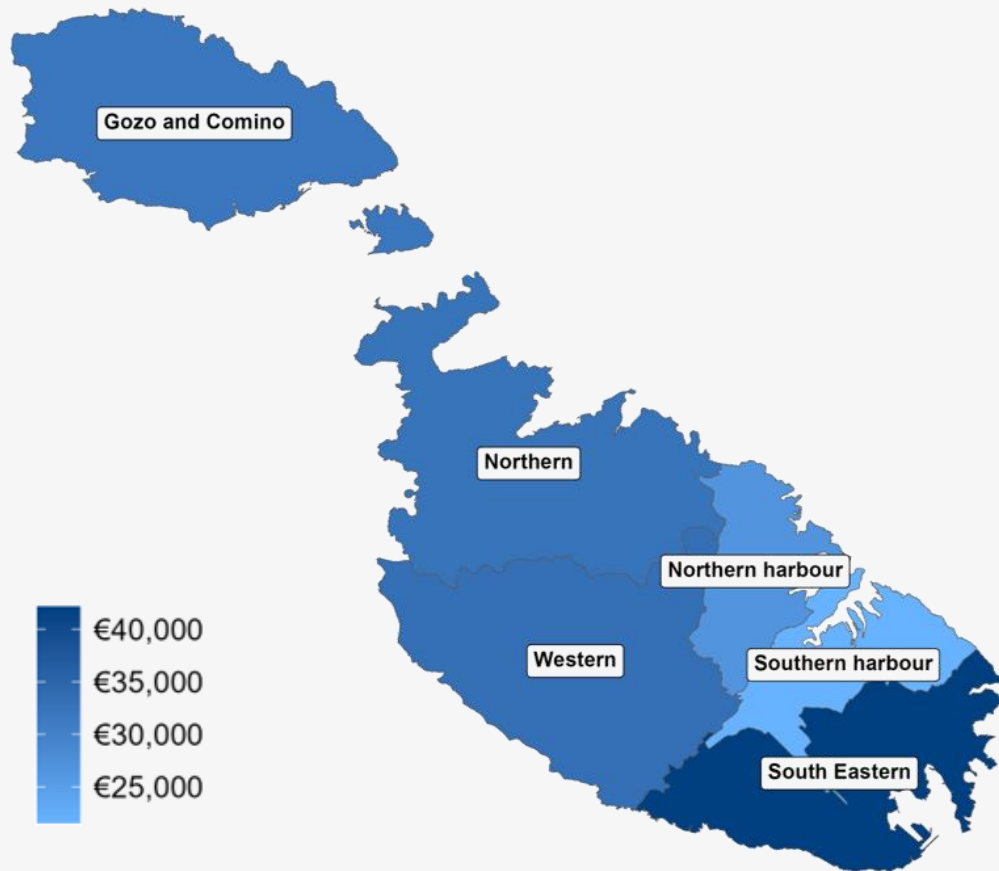 Gozo and Comino
Northern
Northern harbour
Western
Southern harbour
South Eastern
€40,000
€35,000
€30,000
€25,000